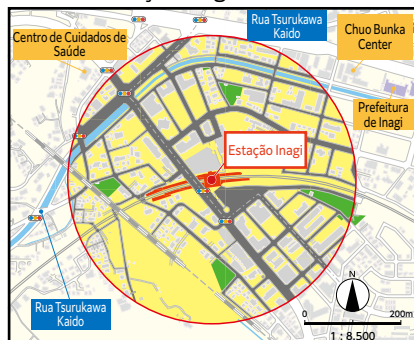 Rua Tsurukawa
Kaido
Centro de Cuidados de
Saúde
Chuo Bunka
Center
Prefeitura
de Inagi
Estação Inagi
Rua Tsurukawa
Kaido
N
0 200m
1 : 8,500